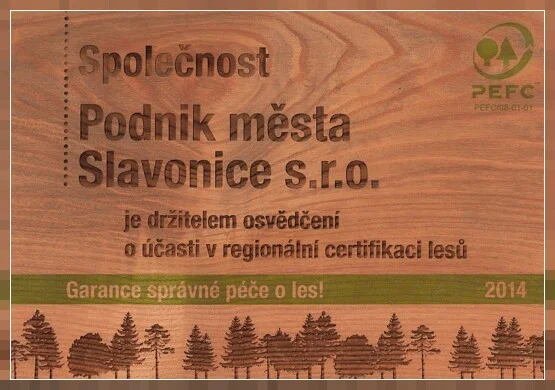 Společnost
Podnik města
Slavonice s.r.o.
je držitelem osvědčení
o účasti v regionální certifikaci lesů
Garance správné péče o les!
2014
PEFC™
PEFC/08-01-01